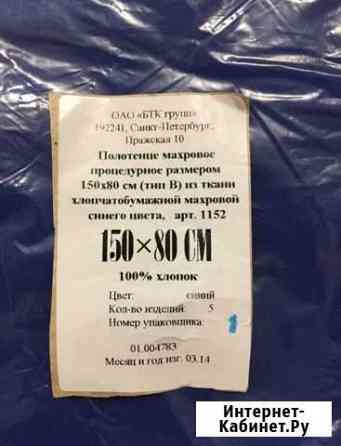 ОАО «БТК групп»
192241, Санкт-Петербург,
Пражская 10
Полотенце махровое
процедурное размером
150х80 см (тип В) из ткани
хлопчатобумажной махровой
синего цвета, арт. 1152
150×80 СМ
100% хлопок
Цвет: синий
Кол-во изделий: 5
Номер упаковщика: 1
01.004783
Месяц и год изг. 03.14
Интернет-
Кабинет.Ру